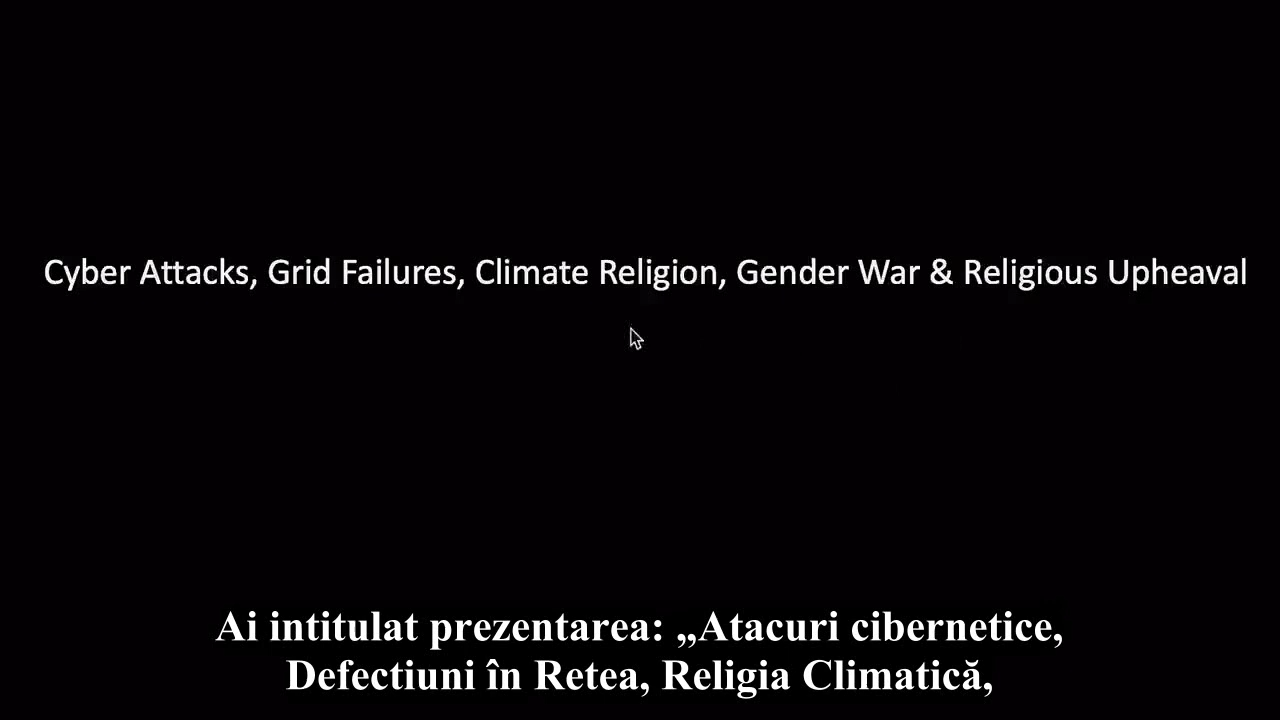 Cyber Attacks, Grid Failures, Climate Religion, Gender War & Religious Upheaval
Ai intitulat prezentarea: „Atacuri cibernetice,
Defectiuni în Retea, Religia Climatică,